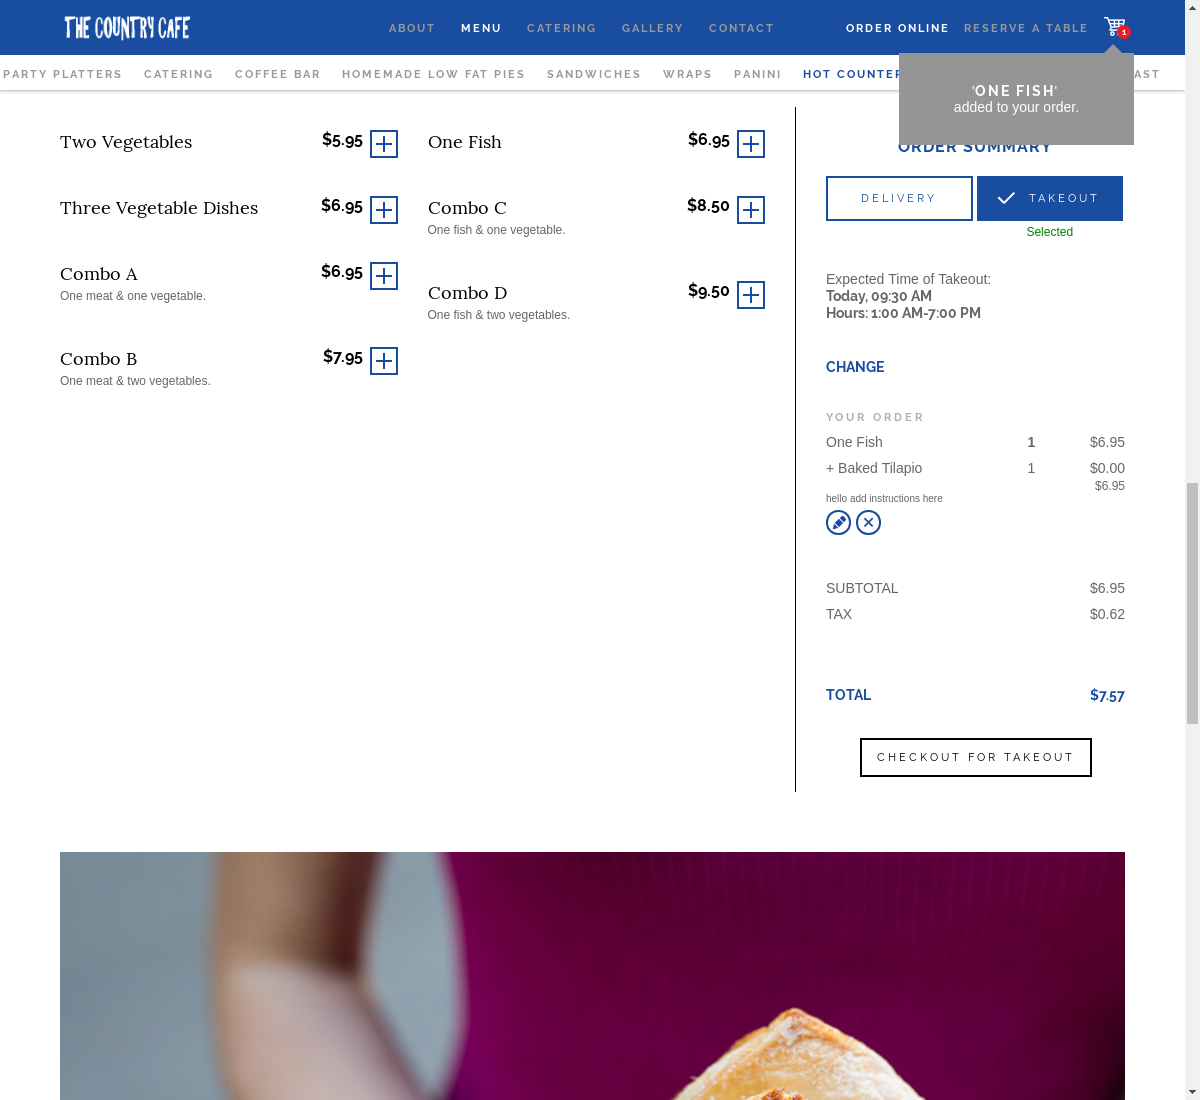 THE COUNTRY CAFE
ABOUT MENU CATERING GALLERY CONTACT ORDER ONLINE RESERVE A TABLE 1
PARTY PLATTERS CATERING COFFEE BAR HOMEMADE LOW FAT PIES SANDWICHES WRAPS PANINI HOT COUNTER AST
'ONE FISH'
added to your order.
Two Vegetables $5.95
One Fish $6.95
Three Vegetable Dishes $6.95
Combo C $8.50
One fish & one vegetable.
Combo A $6.95
One meat & one vegetable.
Combo D $9.50
One fish & two vegetables.
Combo B $7.95
One meat & two vegetables.
ORDER SUMMARY
DELIVERY TAKEOUT
Selected
Expected Time of Takeout:
Today, 09:30 AM
Hours: 1:00 AM-7:00 PM
CHANGE
YOUR ORDER
One Fish 1 $6.95
+ Baked Tilapio 1 $0.00
$6.95
hello add instructions here
SUBTOTAL $6.95
TAX $0.62
TOTAL $7.57
CHECKOUT FOR TAKEOUT